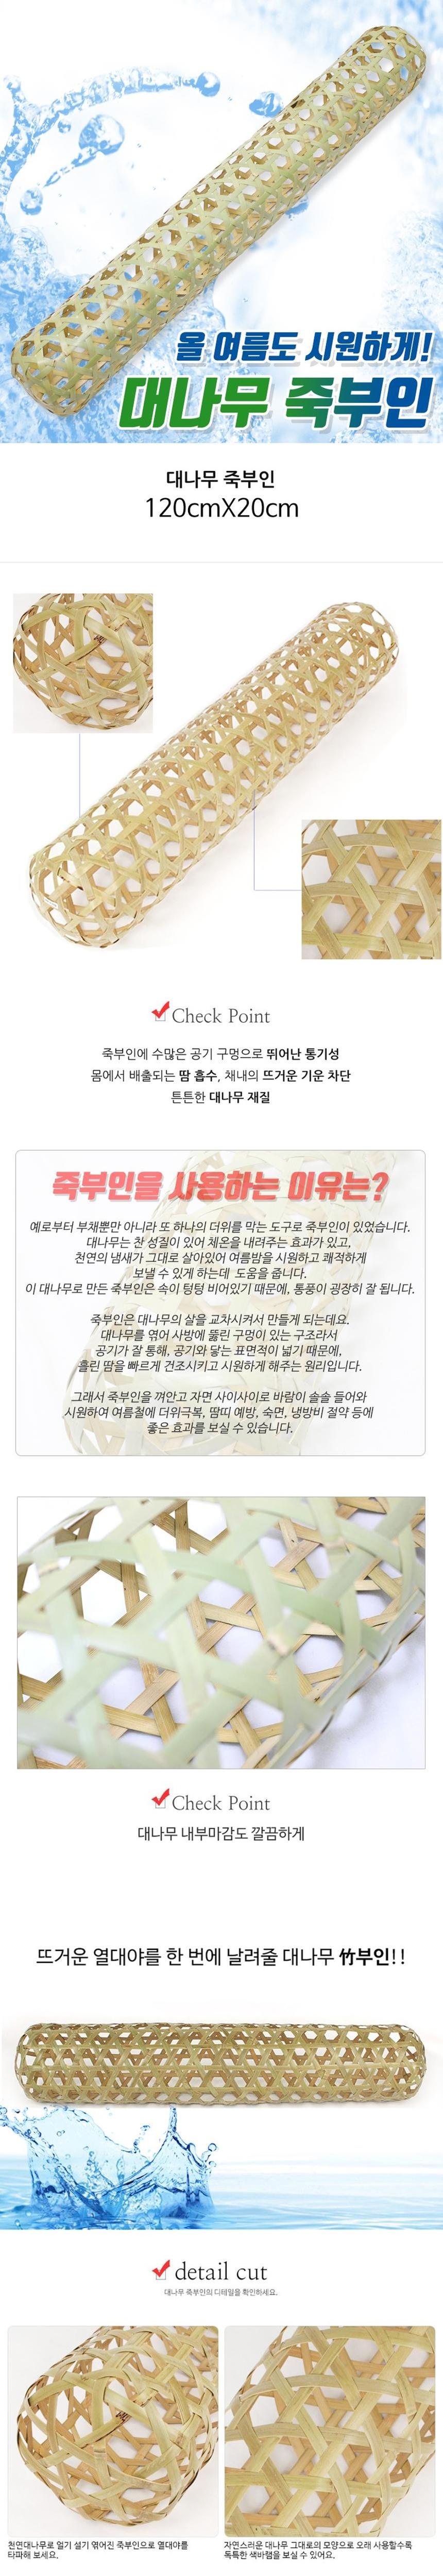 올 여름도 시원하게!
대나무 죽부인
대나무 죽부인
120cmX20cm
Check Point
죽부인에 수많은 공기 구멍으로 뛰어난 통기성
몸에서 배출되는 땀 흡수, 채내의 뜨거운 기운 차단
튼튼한 대나무 재질
죽부인을 사용하는 이유는?
예로부터 부채뿐만 아니라 또 하나의 더위를 막는 도구로 죽부인이 있었습니다.
대나무는 찬 성질이 있어 체온을 내려주는 효과가 있고,
천연의 냄새가 그대로 살아있어 여름밤을 시원하고 쾌적하게
보낼 수 있게 하는데 도움을 줍니다.
이 대나무로 만든 죽부인은 속이 텅텅 비어있기 때문에, 통풍이 굉장히 잘 됩니다.
죽부인은 대나무의 살을 교차시켜서 만들게 되는데요.
대나무를 엮어 사방에 뚫린 구멍이 있는 구조라서
공기가 잘 통해, 공기와 닿는 표면적이 넓기 때문에,
흘린 땀을 빠르게 건조시키고 시원하게 해주는 원리입니다.
그래서 죽부인을 껴안고 자면 사이사이로 바람이 솔솔 들어와
시원하여 여름철에 더위극복, 땀띠 예방, 숙면, 냉방비 절약 등에
좋은 효과를 보실 수 있습니다.
Check Point
대나무 내부마감도 깔끔하게
뜨거운 열대야를 한 번에 날려줄 대나무 竹부인!!
detail cut
대나무 죽부인의 디테일을 확인하세요.
천연대나무로 얼기 설기 엮어진 죽부인으로 열대야를
타파해 보세요.
자연스러운 대나무 그대로의 모양으로 오래 사용할수록
독특한 색바램을 보실 수 있어요.